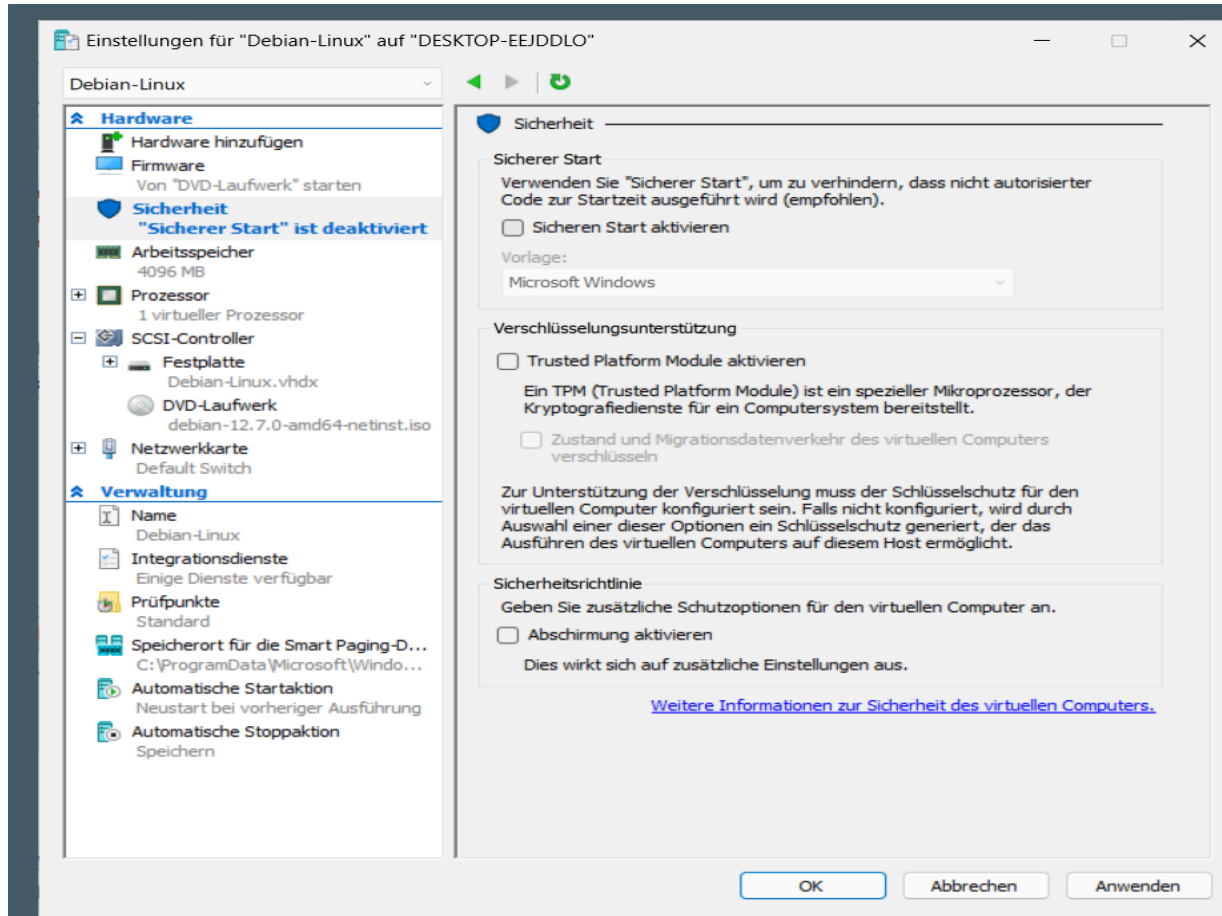 Einstellungen für "Debian-Linux" auf "DESKTOP-EEJDDLO"
Debian-Linux
Hardware
Hardware hinzufügen
Firmware
Von "DVD-Laufwerk" starten
Sicherheit
"Sicherer Start" ist deaktiviert
Arbeitsspeicher
4096 MB
Prozessor
1 virtueller Prozessor
SCSI-Controller
Festplatte
Debian-Linux.vhdx
DVD-Laufwerk
debian-12.7.0-amd64-netinst.iso
Netzwerkkarte
Default Switch
Verwaltung
Name
Debian-Linux
Integrationsdienste
Einige Dienste verfügbar
Prüfpunkte
Standard
Speicherort für die Smart Paging-D...
C:\ProgramData\Microsoft\Windo...
Automatische Startaktion
Neustart bei vorheriger Ausführung
Automatische Stoppaktion
Speichern
Sicherheit
Sicherer Start
Verwenden Sie "Sicherer Start", um zu verhindern, dass nicht autorisierter
Code zur Startzeit ausgeführt wird (empfohlen).
Sicheren Start aktivieren
Vorlage:
Microsoft Windows
Verschlüsselungsunterstützung
Trusted Platform Module aktivieren
Ein TPM (Trusted Platform Module) ist ein spezieller Mikroprozessor, der
Kryptografiedienste für ein Computersystem bereitstellt.
Zustand und Migrationsdatenverkehr des virtuellen Computers
verschlüsseln
Zur Unterstützung der Verschlüsselung muss der Schlüsselschutz für den
virtuellen Computer konfiguriert sein. Falls nicht konfiguriert, wird durch
Auswahl einer dieser Optionen ein Schlüsselschutz generiert, der das
Ausführen des virtuellen Computers auf diesem Host ermöglicht.
Sicherheitsrichtlinie
Geben Sie zusätzliche Schutzoptionen für den virtuellen Computer an.
Abschirmung aktivieren
Dies wirkt sich auf zusätzliche Einstellungen aus.
Weitere Informationen zur Sicherheit des virtuellen Computers.
OK
Abbrechen
Anwenden